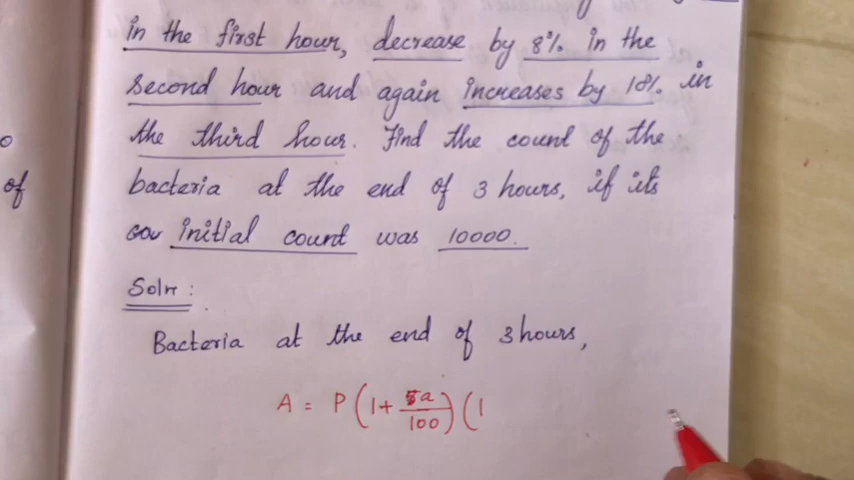 in the first hour, decrease by 8% in the
second hour and again increases by 18% in
the third hour. Find the count of the
bacteria at the end of 3 hours, if its
initial count was 10000.
Soln :
Bacteria at the end of 3 hours,
A = P(1+ a/100)(1
o
of